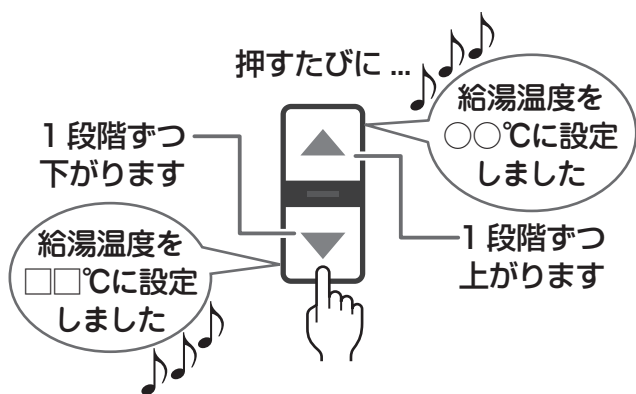 押すたびに ...
給湯温度を
○○℃に設定
しました
1 段階ずつ
下がります
1 段階ずつ
上がります
給湯温度を
□□℃に設定
しました